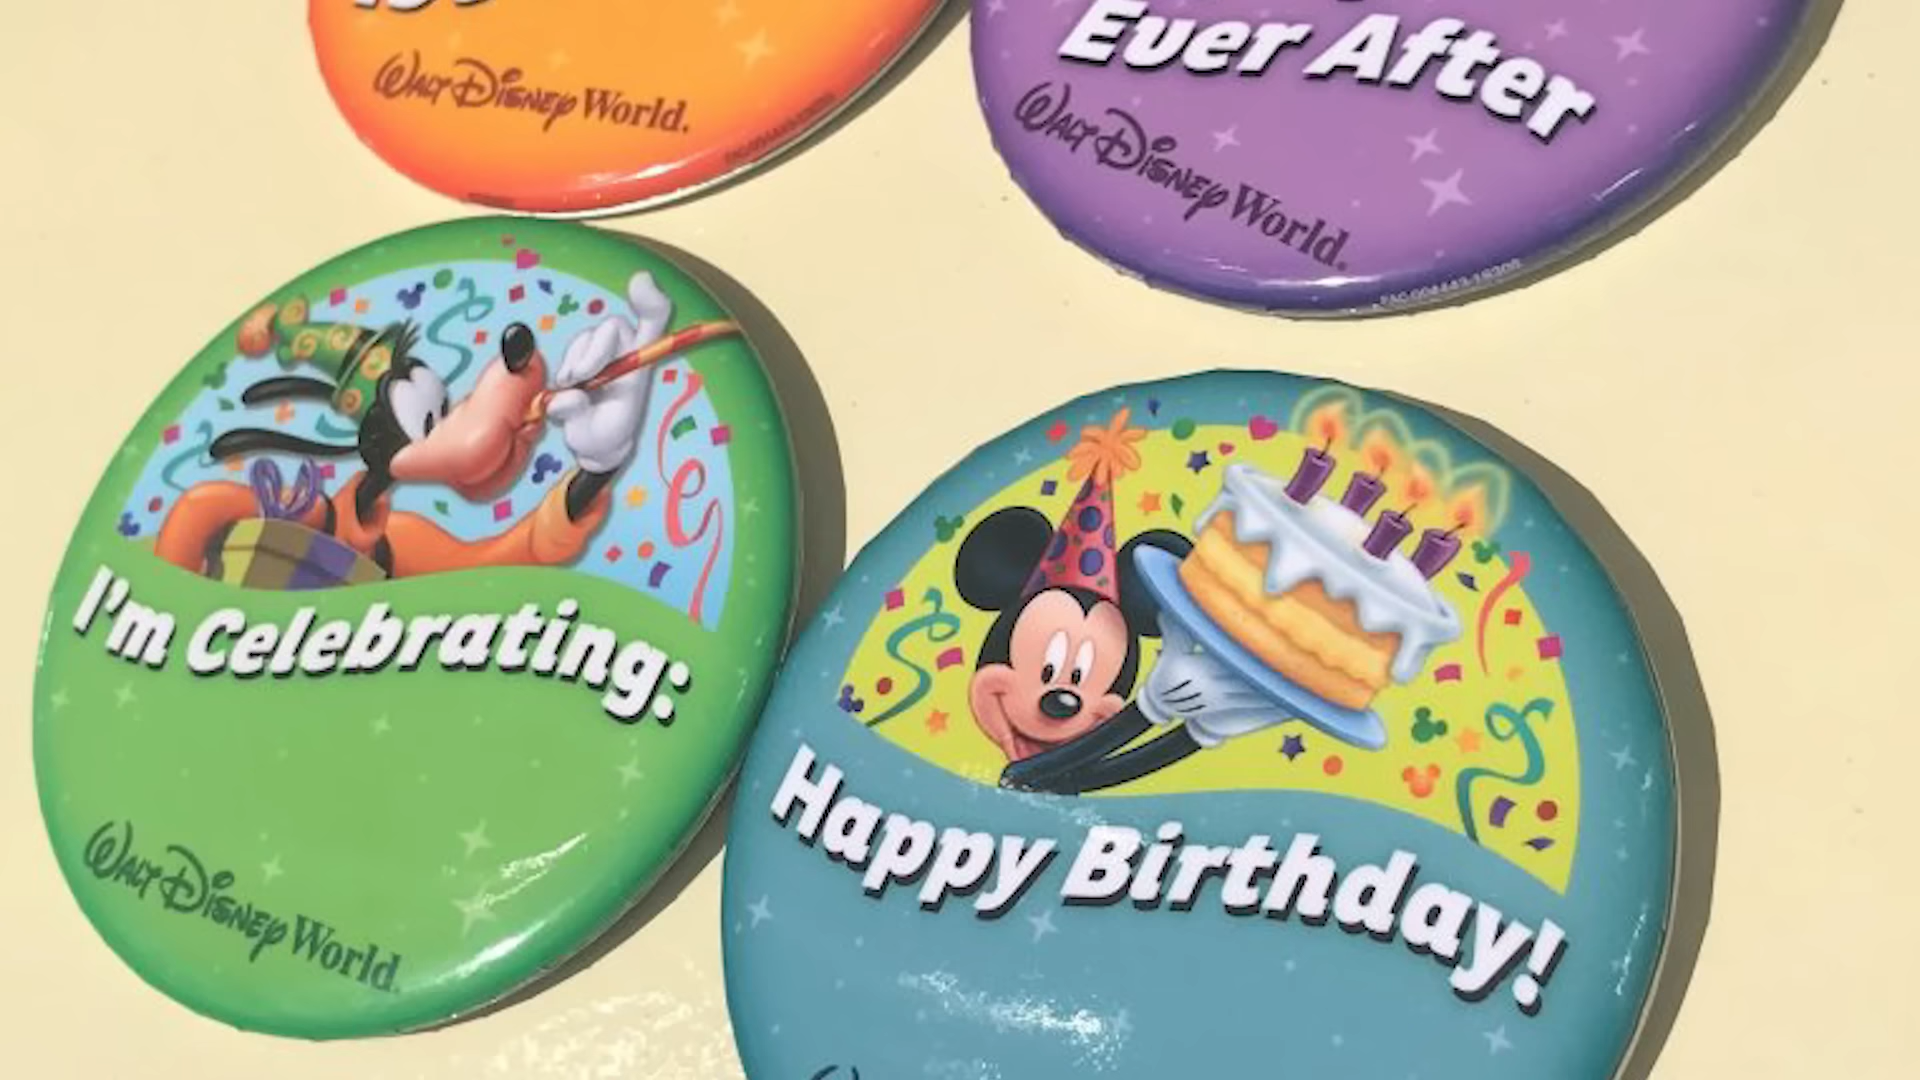 Walt Disney World.
Ever After
Walt Disney World.
I'm Celebrating:
Walt Disney World.
Happy Birthday!